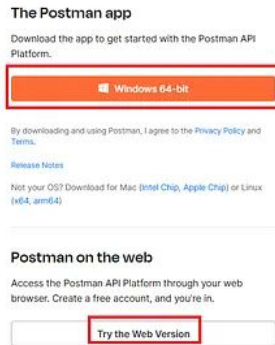 The Postman app
Download the app to get started with the Postman API
Platform.
Windows 64-bit
By downloading and using Postman, I agree to the Privacy Policy and
Terms.
Release Notes
Not your OS? Download for Mac (Intel Chip, Apple Chip) or Linux
(x64, arm64)
Postman on the web
Access the Postman API Platform through your web
browser. Create a free account, and you're in.
Try the Web Version